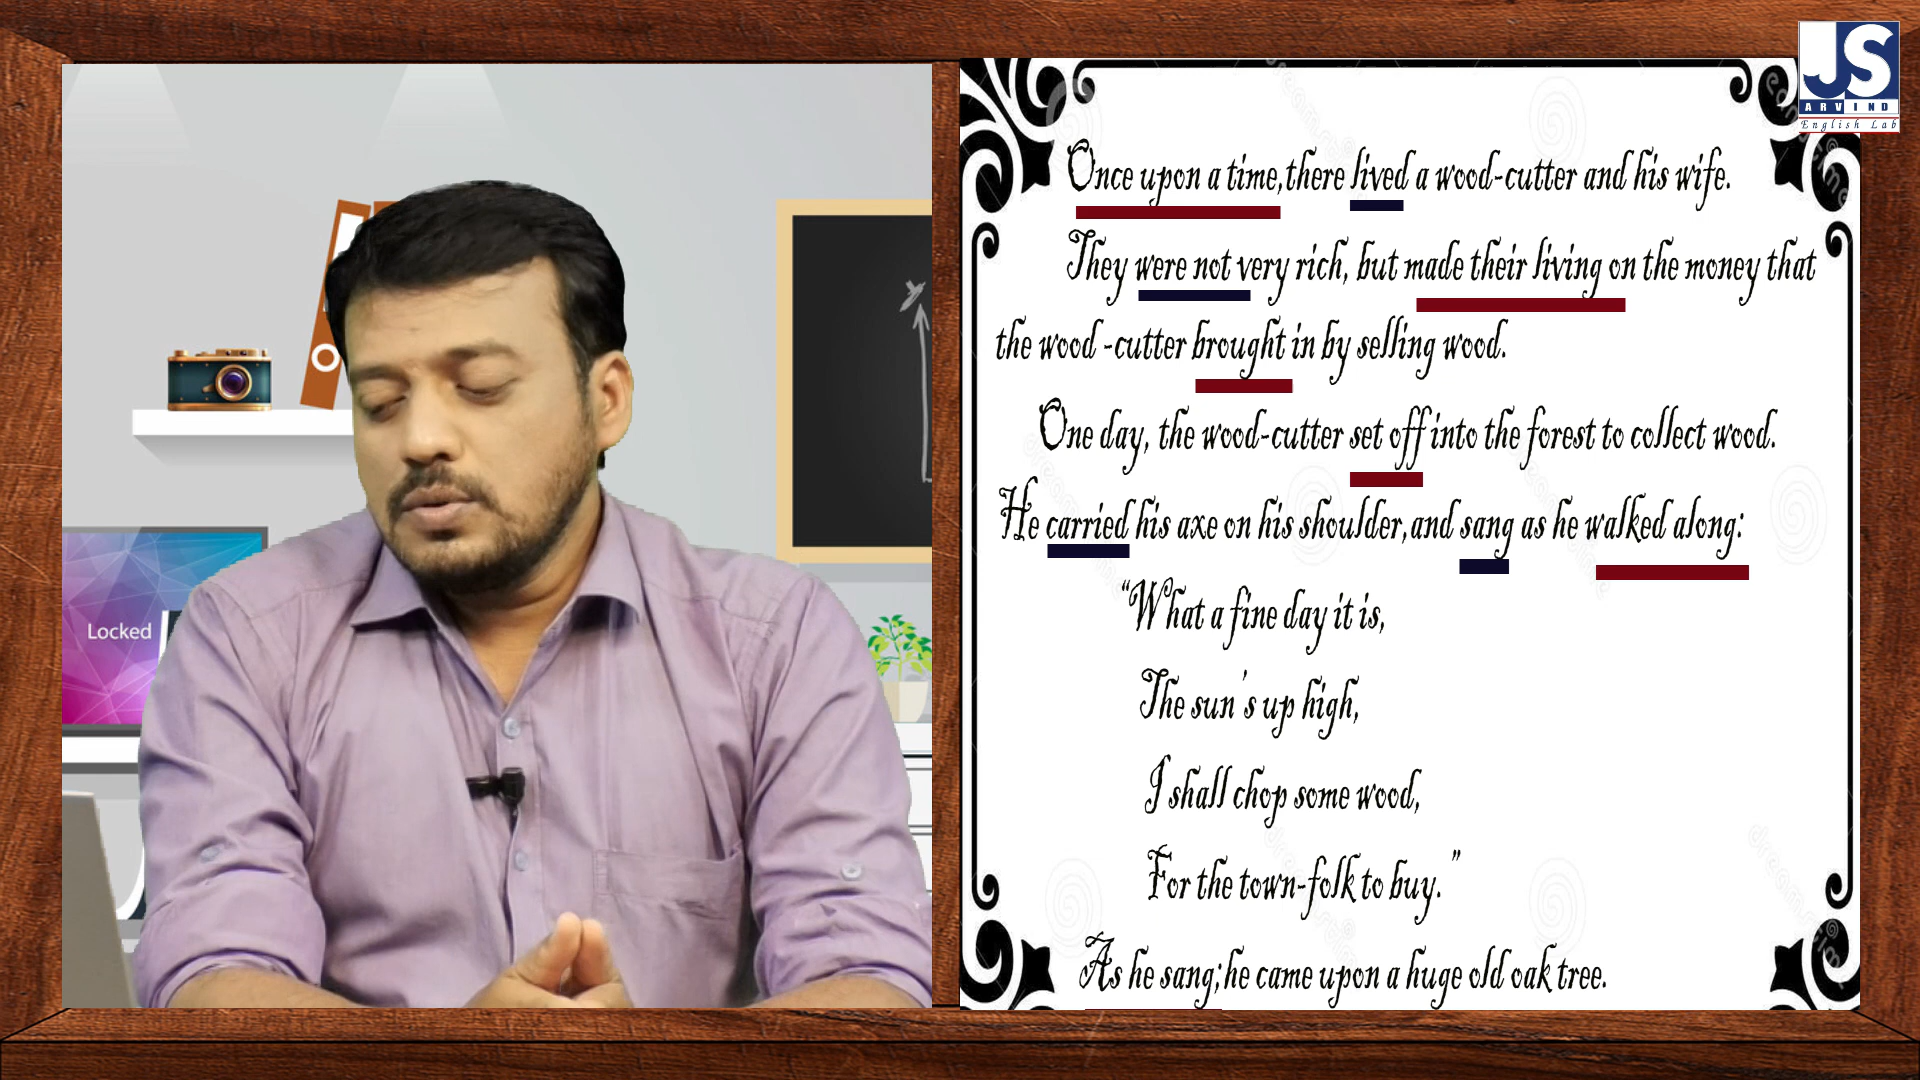 JS
ARVIND
English Lab
Locked
Once upon a time,there lived a wood-cutter and his wife.
They were not very rich, but made their living on the money that
the wood -cutter brought in by selling wood.
One day, the wood-cutter set off into the forest to collect wood.
He carried his axe on his shoulder,and sang as he walked along:
"What a fine day it is,
The sun's up high,
I shall chop some wood,
For the town-folk to buy."
As he sang;he came upon a huge old oak tree.